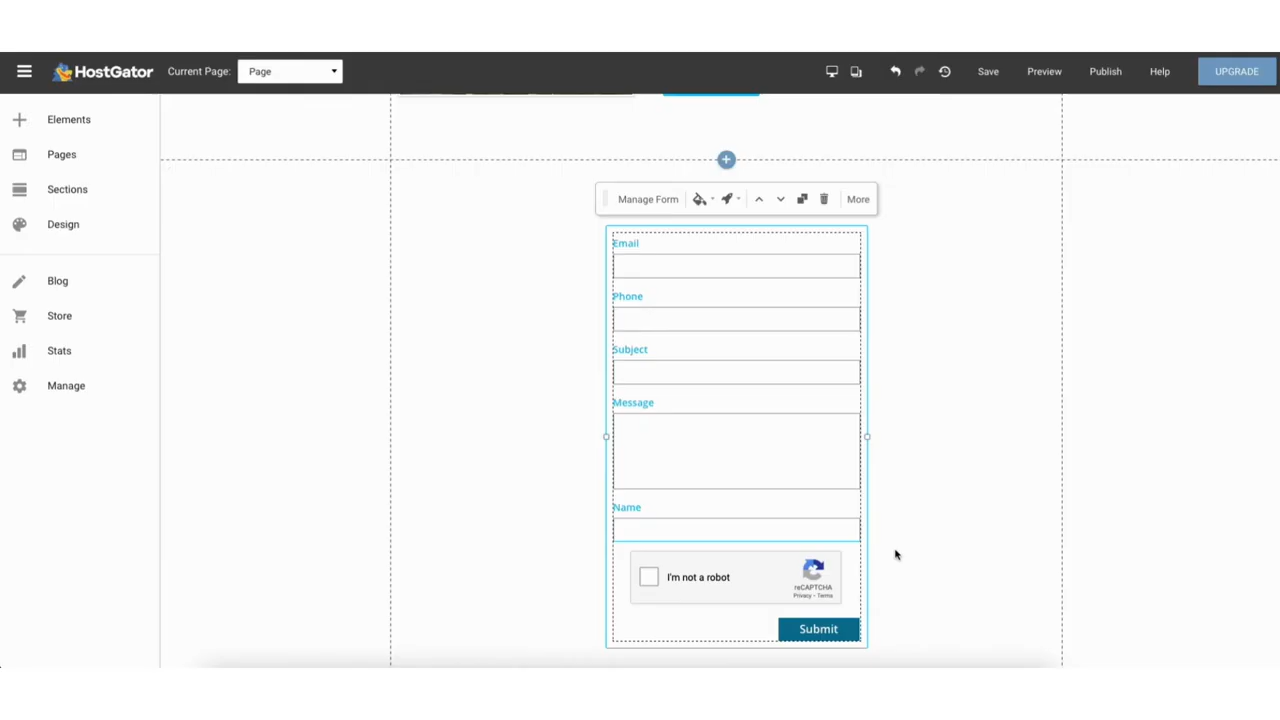 HostGator Current Page: Page Save Preview Publish Help UPGRADE
Elements
Pages
Sections
Design
Blog
Store
Stats
Manage
Manage Form More
Email
Phone
Subject
Message
Name
I'm not a robot
reCAPTCHA
Privacy - Terms
Submit